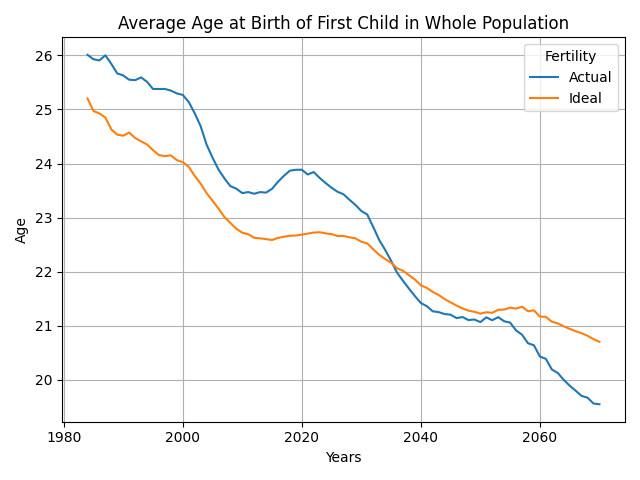 Average Age at Birth of First Child in Whole Population
26
25
24
23
22
21
20
Age
Fertility
Actual
Ideal
1980
2000
2020
2040
2060
Years